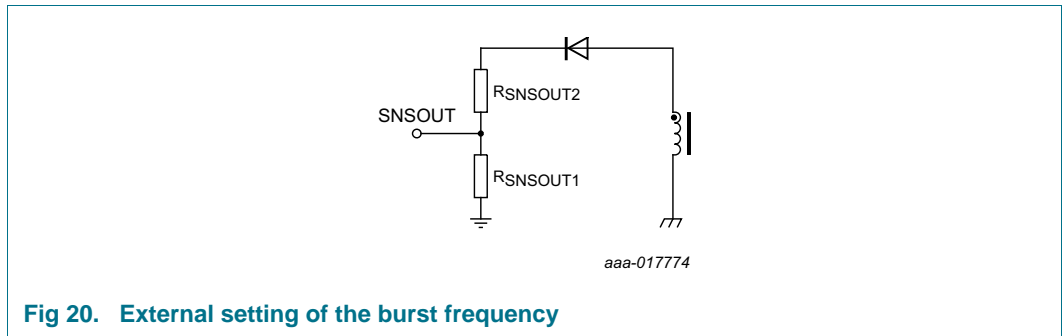 RSNSOUT2
SNSOUT
RSNSOUT1
aaa-017774
Fig 20. External setting of the burst frequency